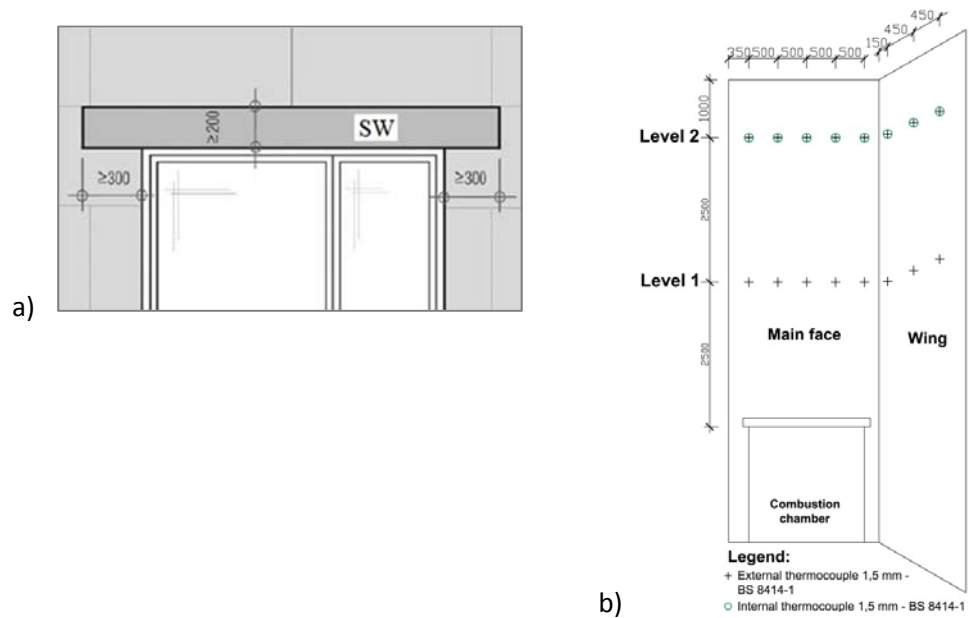 a)
≥200
SW
≥300
≥300
b)
350 500 500 500 500
150 450 450
1000
Level 2
2500
Level 1
2500
Main face
Wing
Combustion
chamber
Legend:
+ External thermocouple 1,5 mm -
BS 8414-1
○ Internal thermocouple 1,5 mm - BS 8414-1